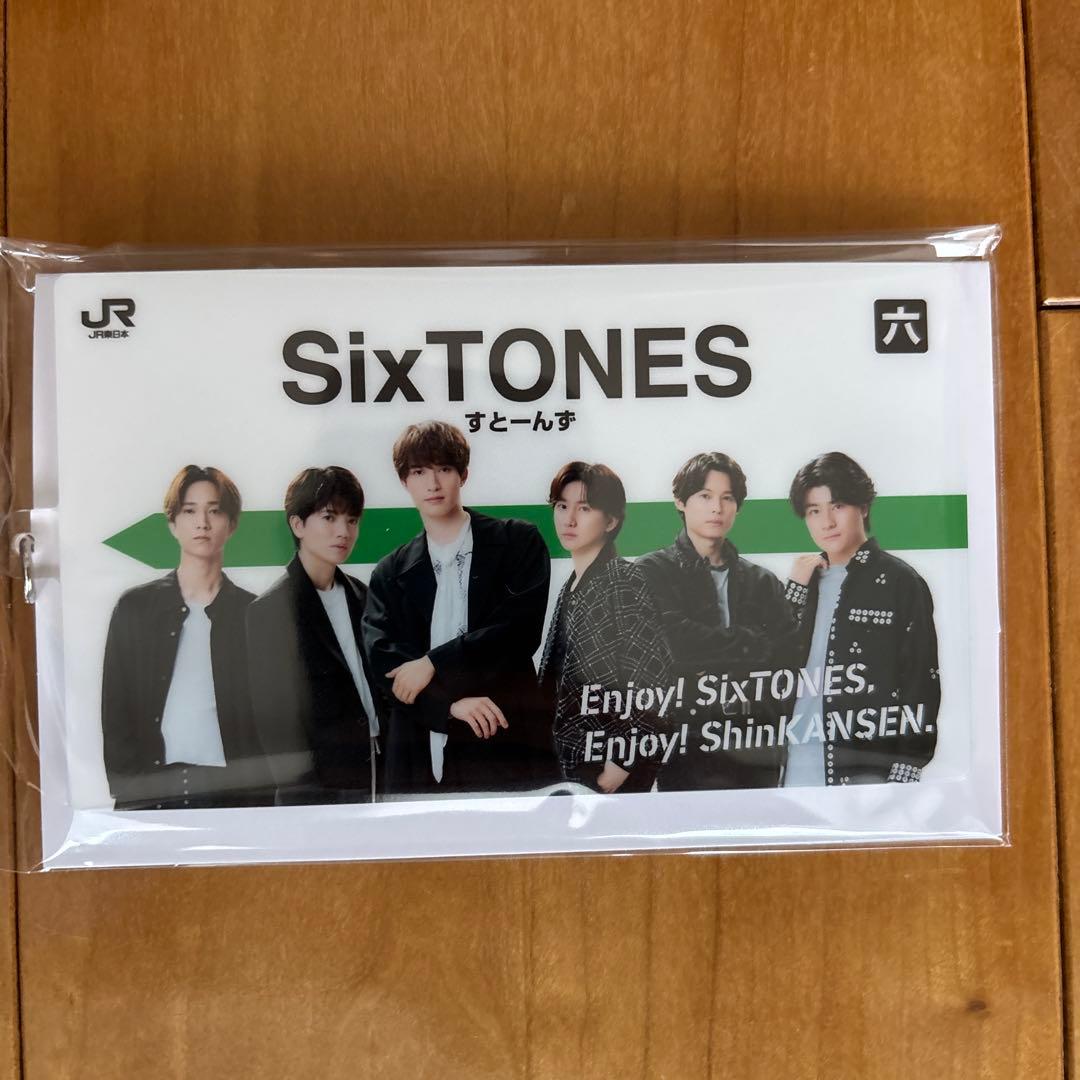 JR
JR東日本
六
SixTONES
すとーんず
Enjoy! SixTONES.
Enjoy! ShinKANSEN.